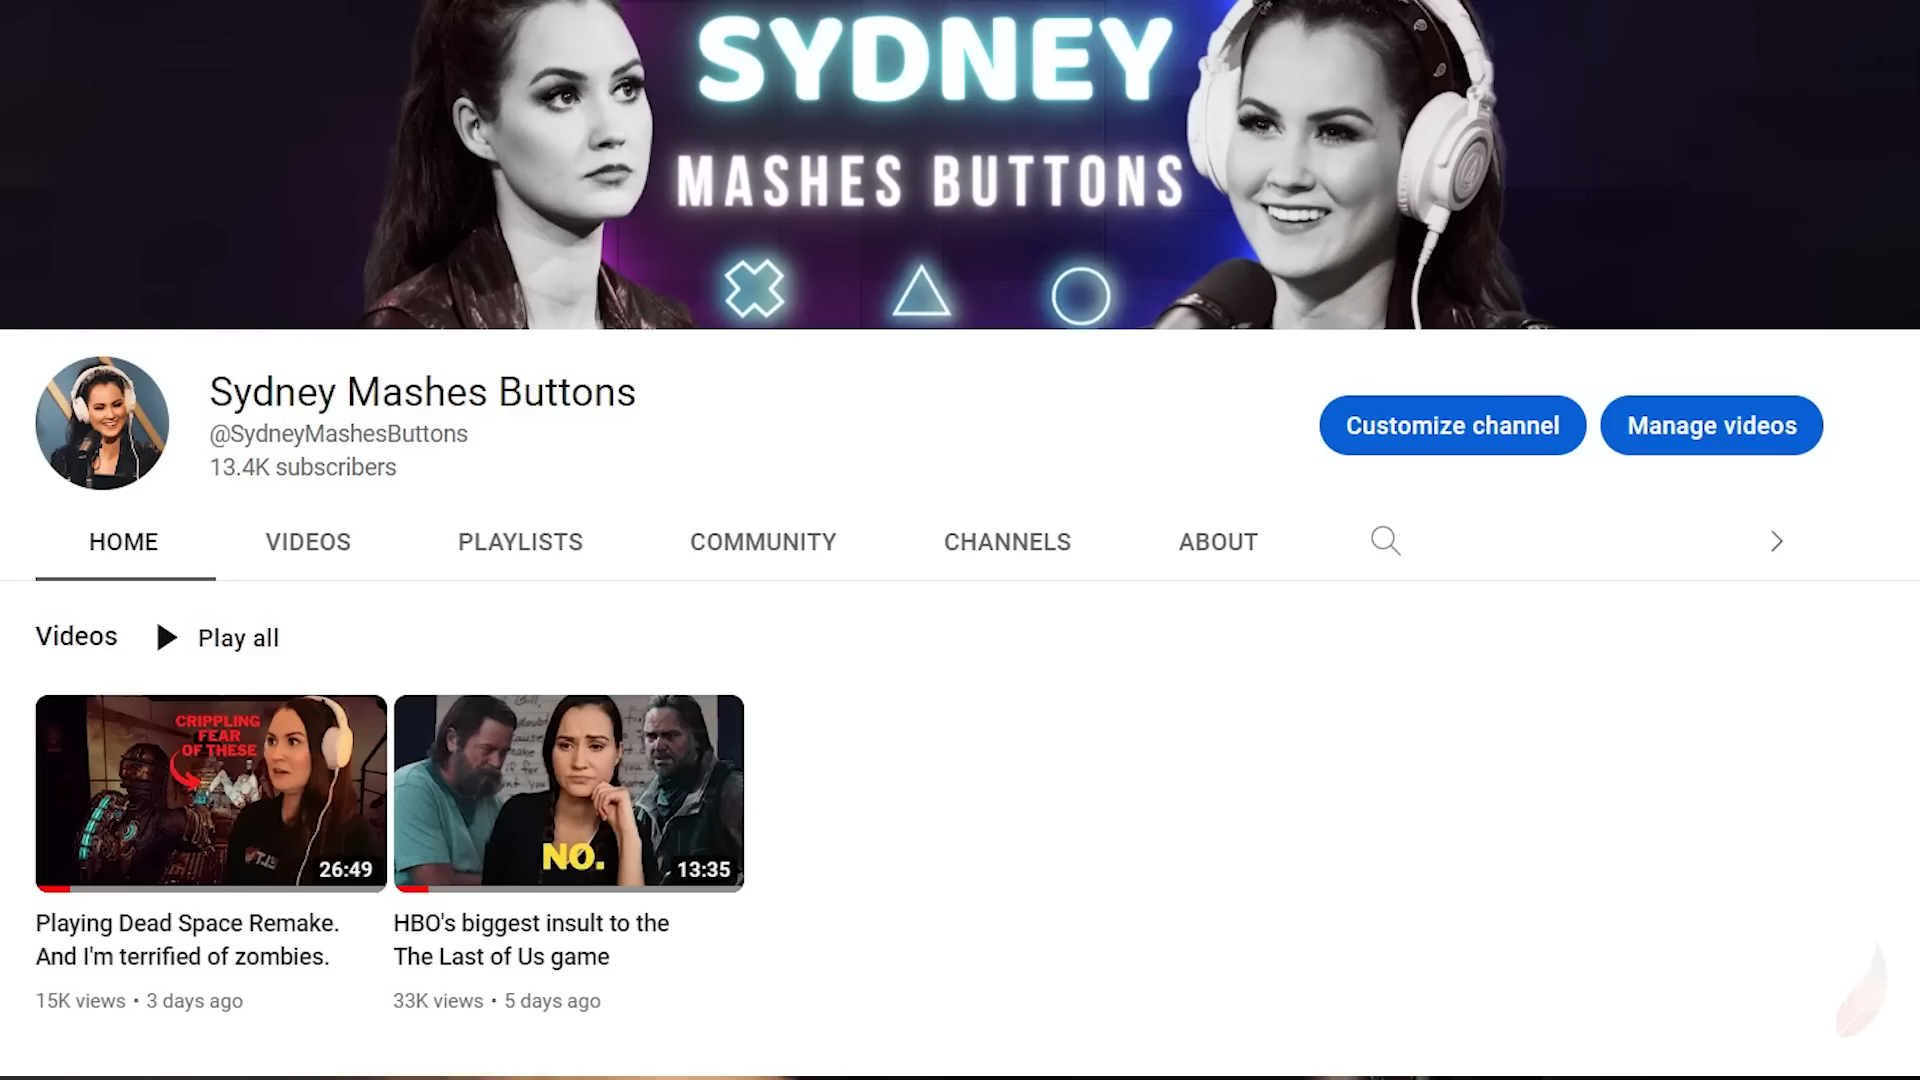 SYDNEY
MASHES BUTTONS
Sydney Mashes Buttons
@SydneyMashesButtons
13.4K subscribers
Customize channel
Manage videos
HOME
VIDEOS
PLAYLISTS
COMMUNITY
CHANNELS
ABOUT
Videos
Play all
CRIPPLING
FEAR
OF THESE
26:49
NO.
13:35
Playing Dead Space Remake.
And I'm terrified of zombies.
15K views • 3 days ago
HBO's biggest insult to the
The Last of Us game
33K views • 5 days ago